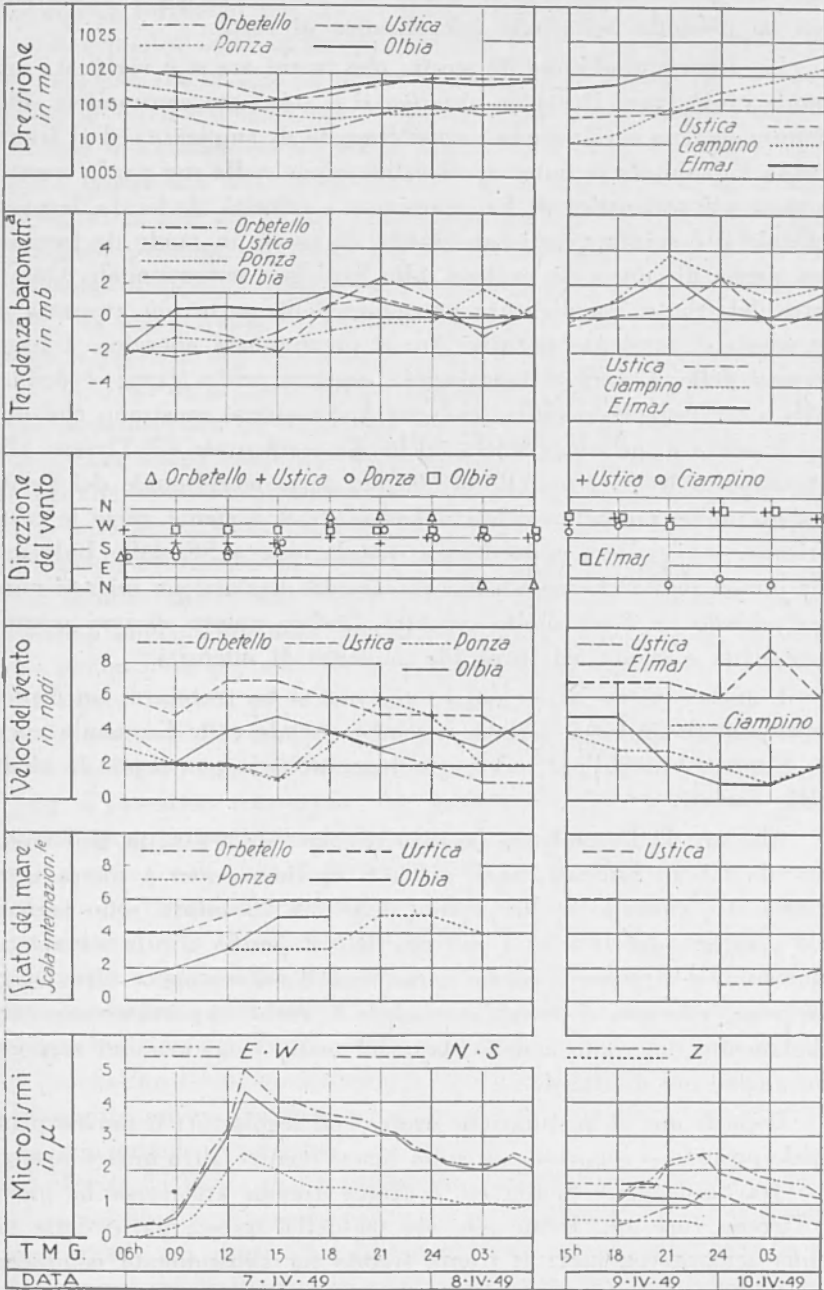 Pressione
in mb
1025
1020
1015
1010
1005
Orbetello
Ustica
Ponza
Olbia
Ustica
Ciampino
Elmas
Tendenza barometr.ª
in mb
4
2
0
-2
-4
Orbetello
Ustica
Ponza
Olbia
Ustica
Ciampino
Elmas
Direzione
del vento
N
W
S
E
N
△ Orbetello + Ustica ○ Ponza □ Olbia
+ Ustica ○ Ciampino
□ Elmas
Veloc. del vento
in nodi
8
6
4
2
0
Orbetello
Ustica
Ponza
Olbia
Ustica
Elmas
Ciampino
Stato del mare
Scala internazion.le
8
6
4
2
0
Orbetello
Ustica
Ponza
Olbia
Ustica
Microsismi
in μ
5
4
3
2
1
0
E-W
N-S
Z
T.M.G.
06h 09 12 15 18 21 24 03
15h 18 21 24 03
DATA
7·IV·49
8·IV·49
9·IV·49
10·IV·49